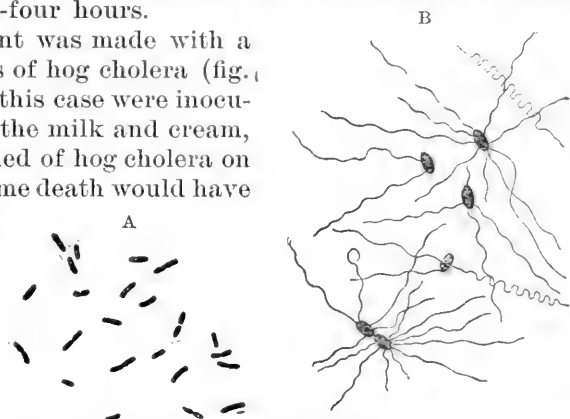 -four hours.
nt was made with a
s of hog cholera (fig.
this case were inocu-
the milk and cream,
ed of hog cholera on
me death would have
A
B